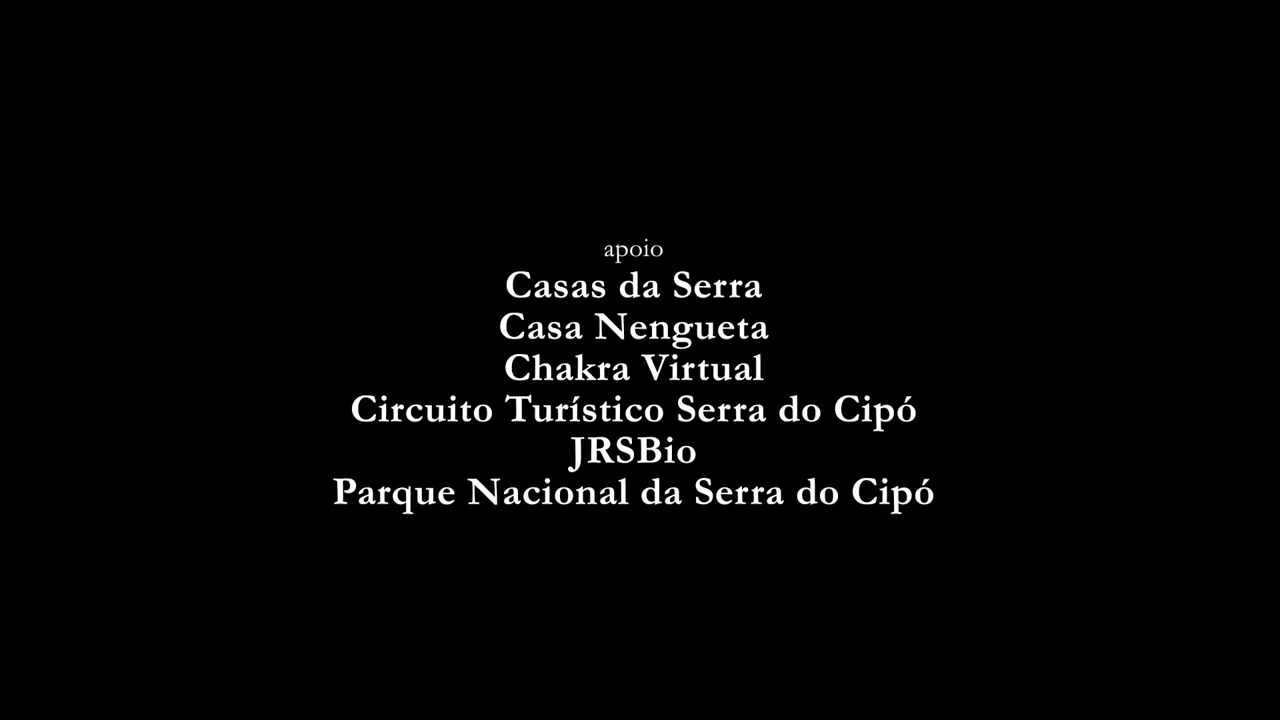 apoio
Casas da Serra
Casa Nengueta
Chakra Virtual
Circuito Turístico Serra do Cipó
JRSBio
Parque Nacional da Serra do Cipó